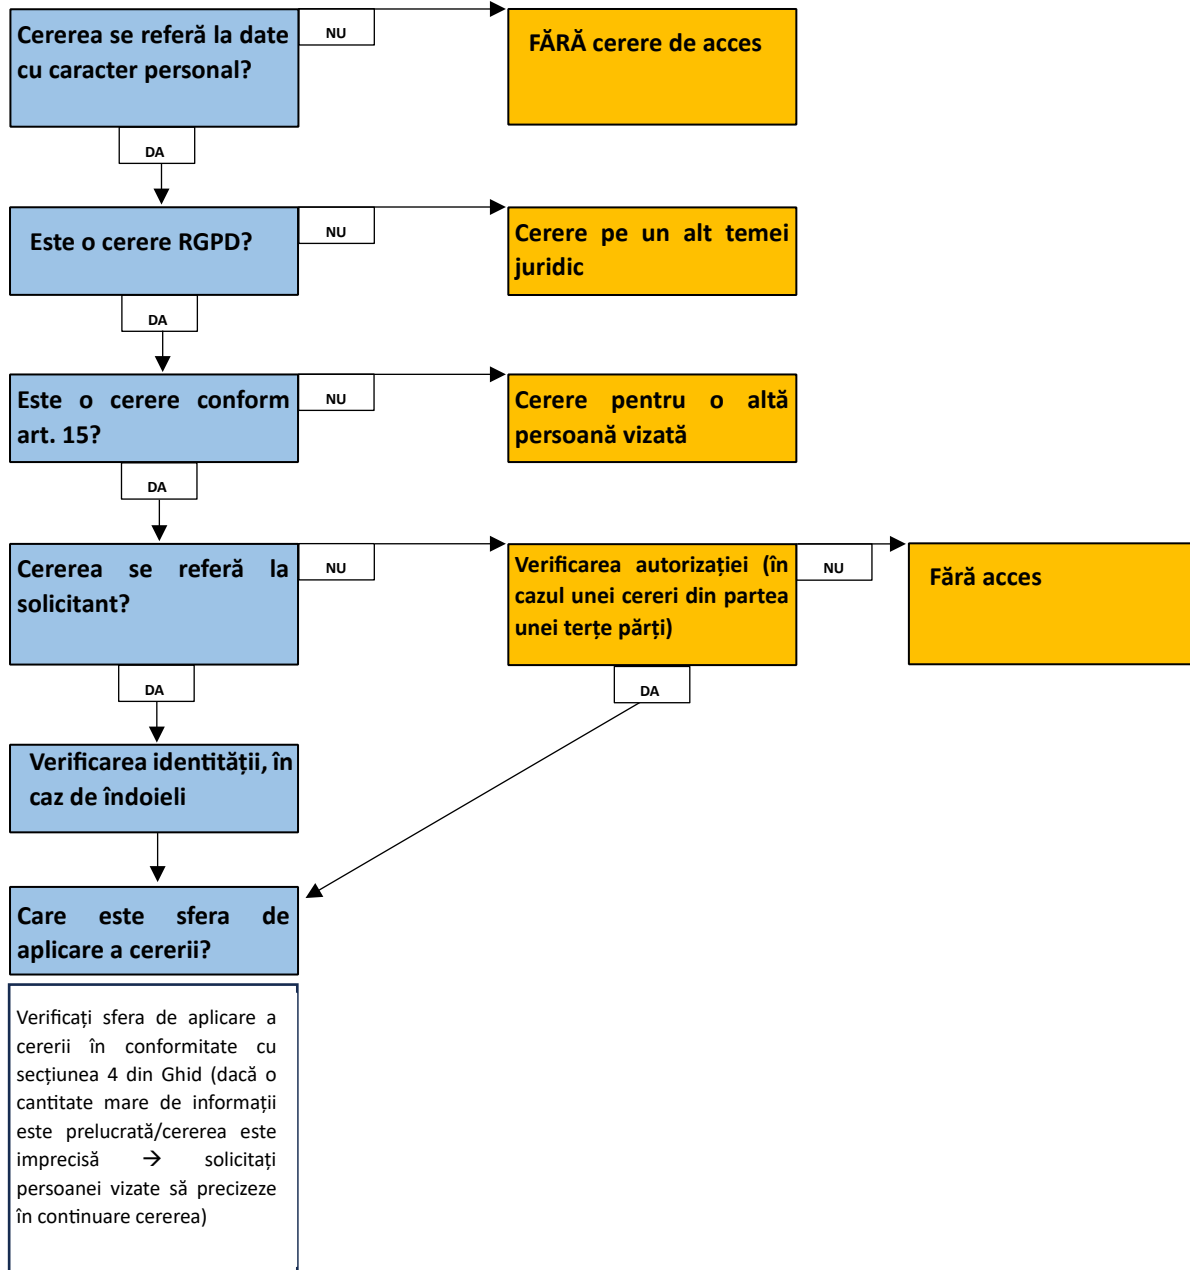 Cererea se referă la date
cu caracter personal?
NU
FĂRĂ cerere de acces
DA
Este o cerere RGPD?
NU
Cerere pe un alt temei
juridic
DA
Este o cerere conform
art. 15?
NU
Cerere pentru o altă
persoană vizată
DA
Cererea se referă la
solicitant?
NU
Verificarea autorizației (în
cazul unei cereri din partea
unei terțe părți)
NU
Fără acces
DA
DA
Verificarea identității, în
caz de îndoieli
Care este sfera de
aplicare a cererii?
Verificați sfera de aplicare a
cererii în conformitate cu
secțiunea 4 din Ghid (dacă o
cantitate mare de informații
este prelucrată/cererea este
imprecisă → solicitați
persoanei vizate să precizeze
în continuare cererea)